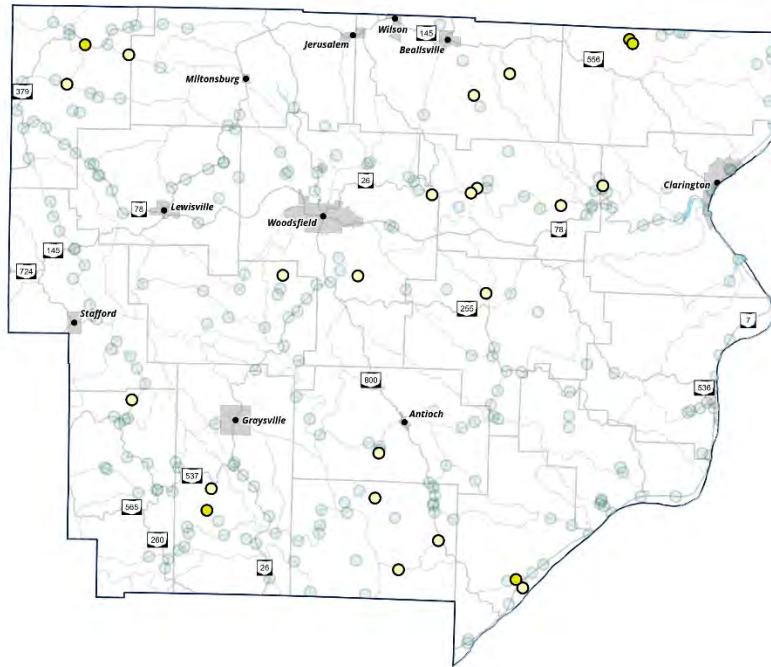 Wilson
145
Jerusalem
Beallsville
556
Miltonsburg
379
26
Clarington
78
Lewisville
Woodsfield
78
145
724
255
Stafford
7
800
536
Graysville
Antioch
537
565
260
26